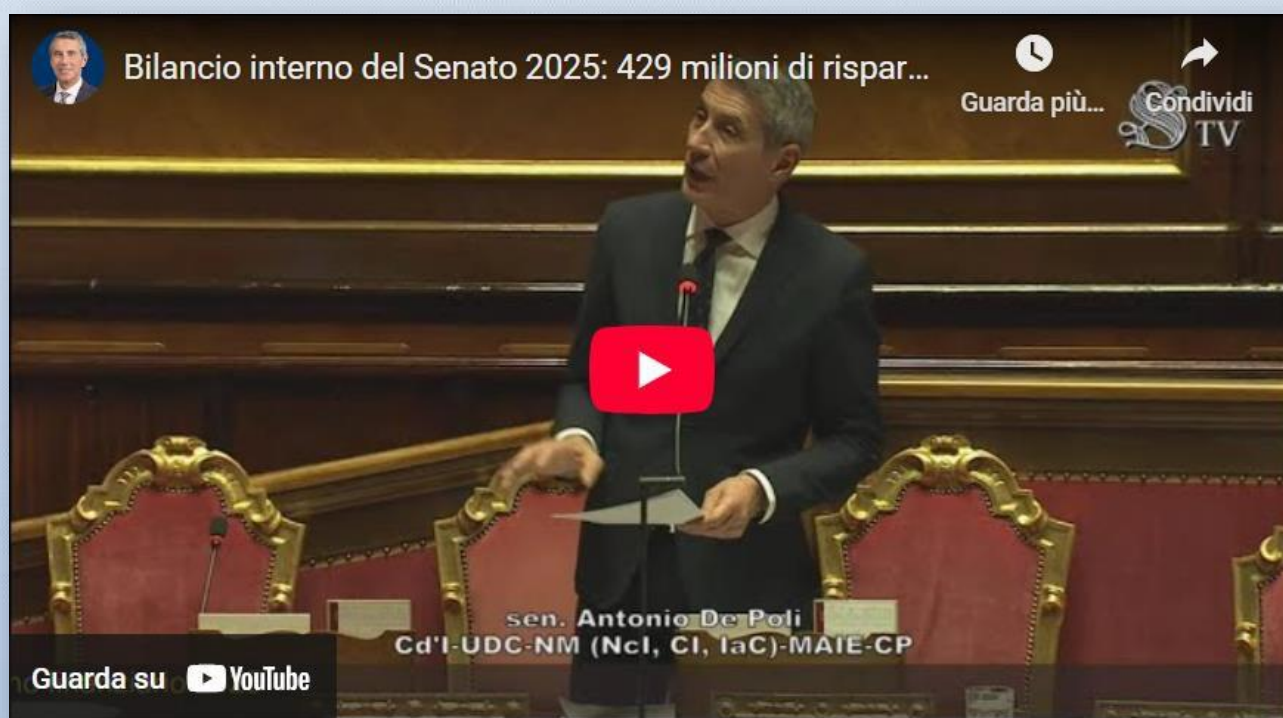 Bilancio interno del Senato 2025: 429 milioni di rispar...
Guarda più...
Condividi
TV
sen. Antonio De Poli
Cd'I-UDC-NM (NcI, CI, IaC)-MAIE-CP
Guarda su YouTube